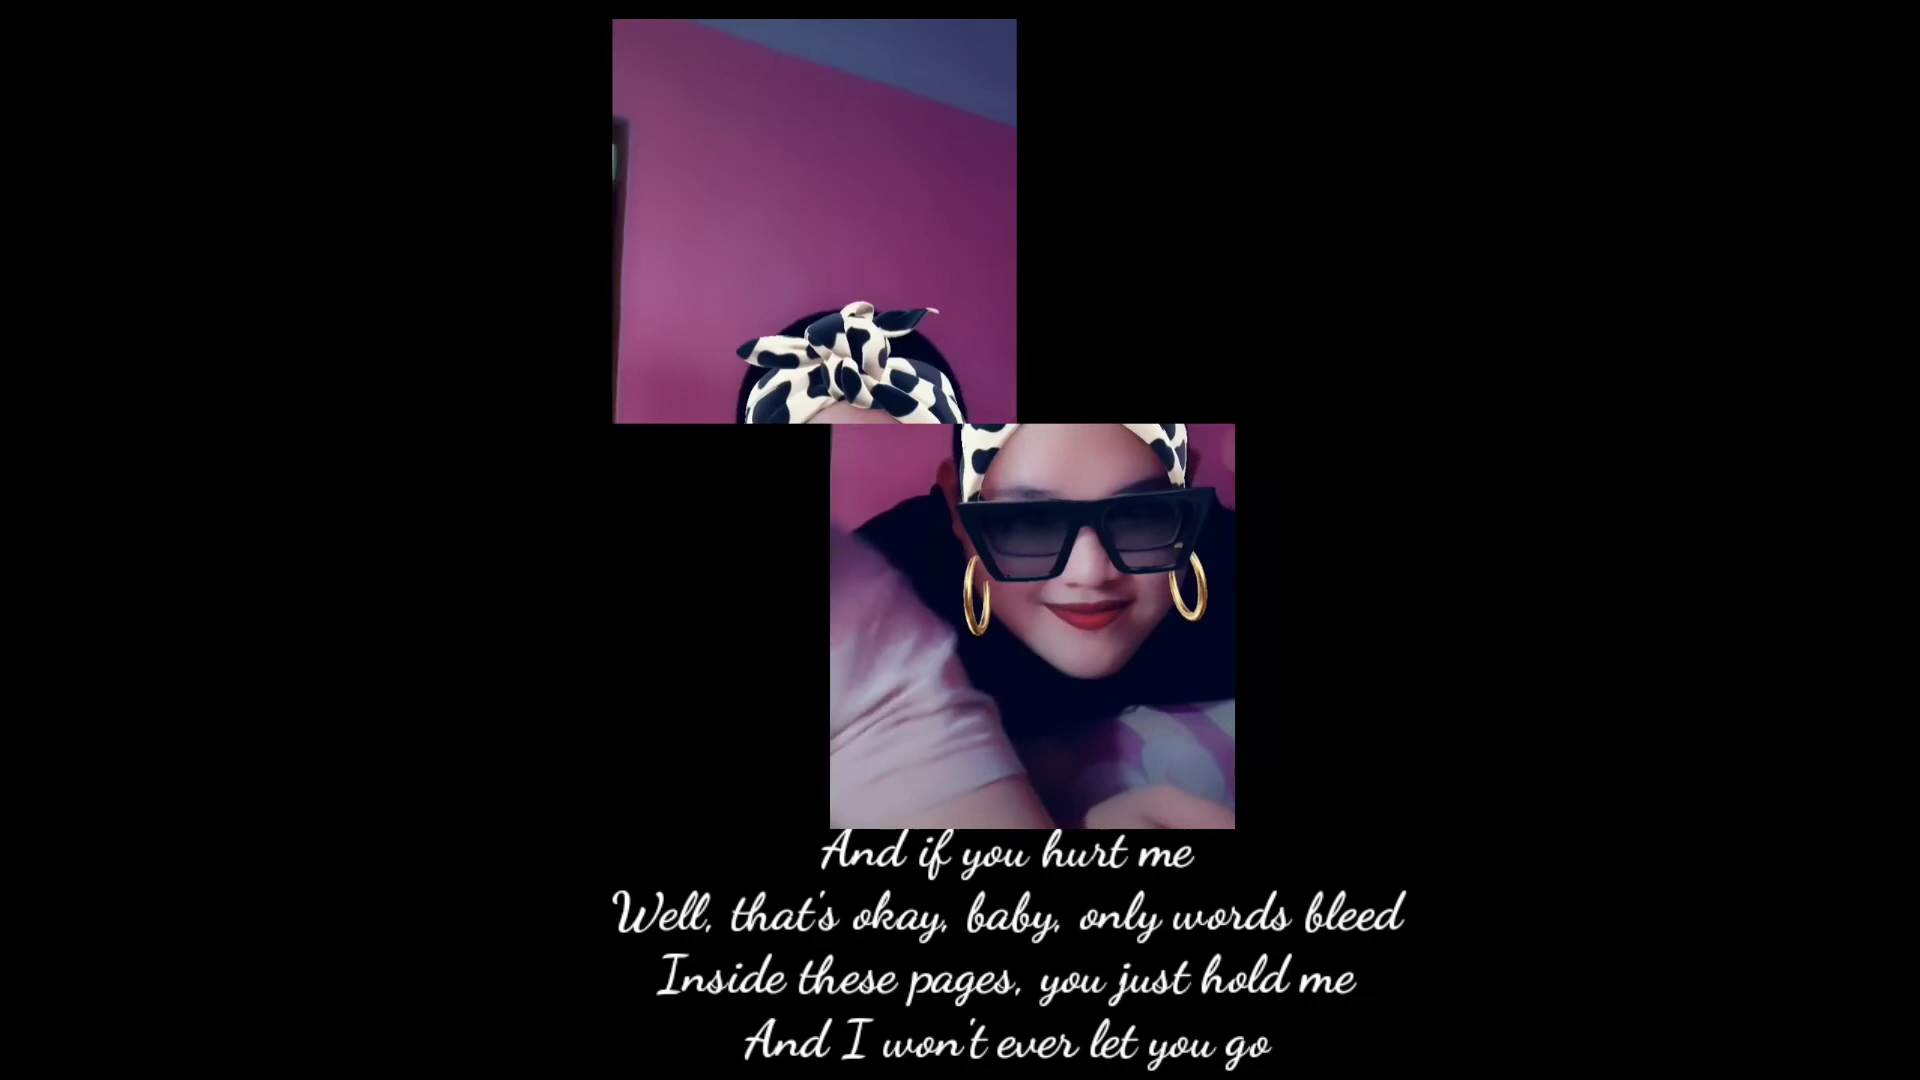 And if you hurt me
Well, that's okay, baby, only words bleed
Inside these pages, you just hold me
And I won't ever let you go